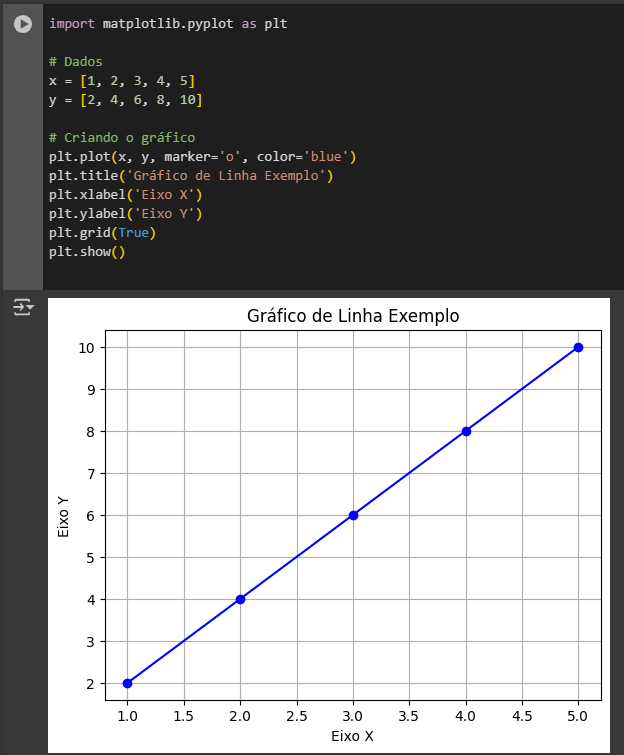 import matplotlib.pyplot as plt
# Dados
x = [1, 2, 3, 4, 5]
y = [2, 4, 6, 8, 10]
# Criando o gráfico
plt.plot(x, y, marker='o', color='blue')
plt.title('Gráfico de Linha Exemplo')
plt.xlabel('Eixo X')
plt.ylabel('Eixo Y')
plt.grid(True)
plt.show()
Gráfico de Linha Exemplo
10
9
8
7
6
5
4
3
2
Eixo Y
1.0 1.5 2.0 2.5 3.0 3.5 4.0 4.5 5.0
Eixo X